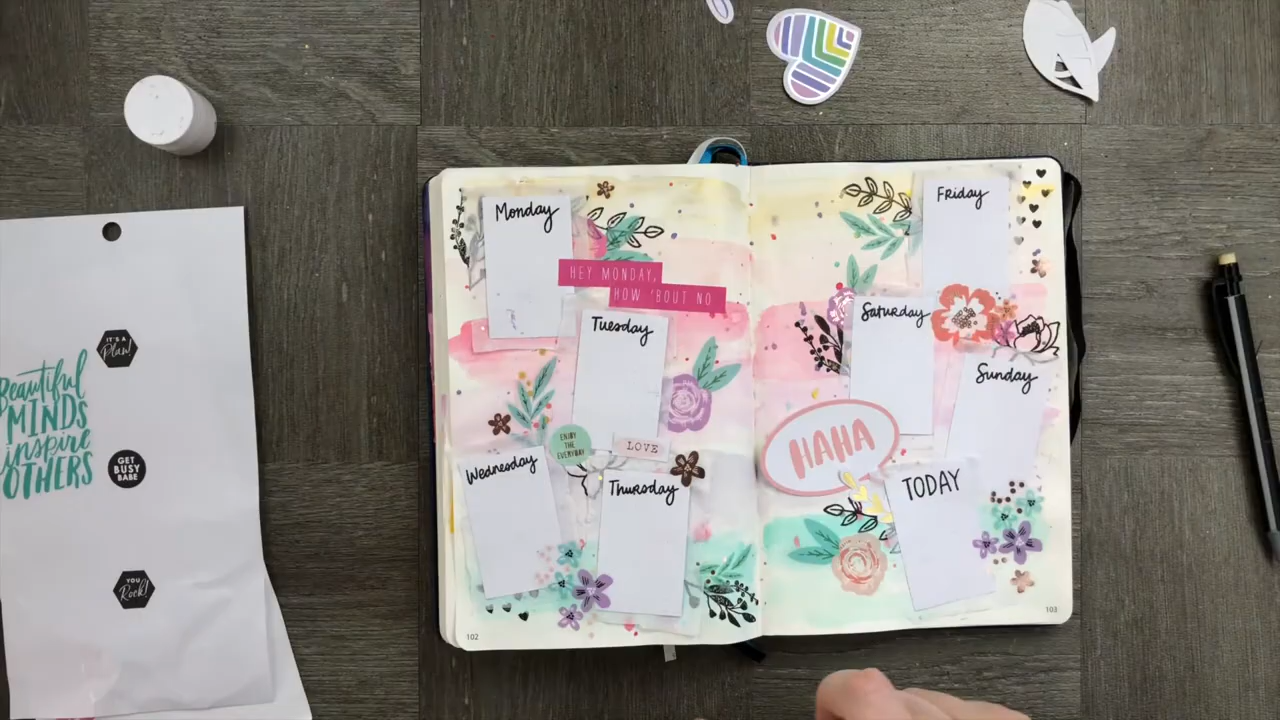 IT'S A
Plan!
Beautiful
MINDS
inspire
OTHERS
GET
BUSY
BABE
YOU
Rock!
Monday
HEY MONDAY,
HOW 'BOUT NO
Tuesday
ENJOY
THE
EVERYDAY
LOVE
Wednesday
Thursday
102
Friday
Saturday
Sunday
HAHA
TODAY
103